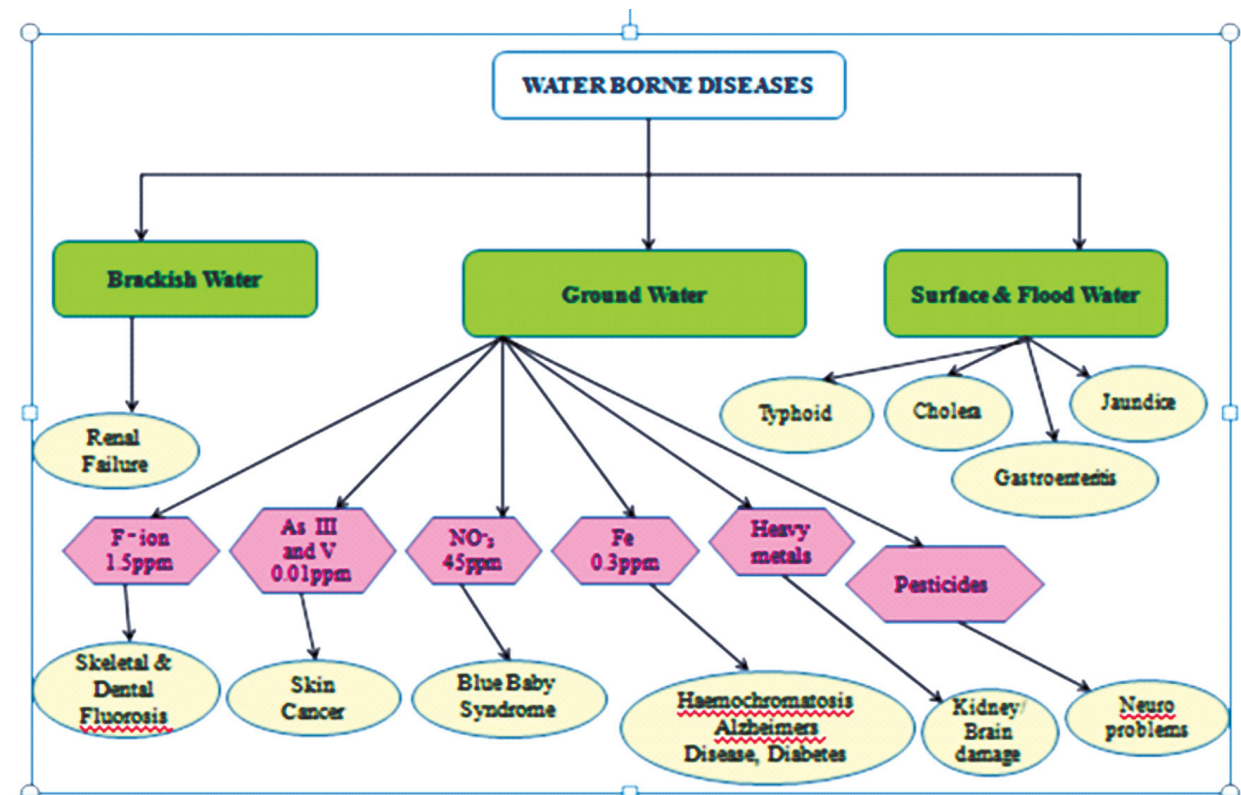 WATER BORNE DISEASES
Brackish Water
Ground Water
Surface & Flood Water
Typhoid
Cholera
Jaundice
Gastroenteritis
Renal
Failure
F⁻ ion
1.5ppm
As III
and V
0.01ppm
NO⁻₃
45ppm
Fe
0.3ppm
Heavy
metals
Pesticides
Skeletal &
Dental
Fluorosis
Skin
Cancer
Blue Baby
Syndrome
Haemochromatosis
Alzheimers
Disease, Diabetes
Kidney/
Brain
damage
Neuro
problems